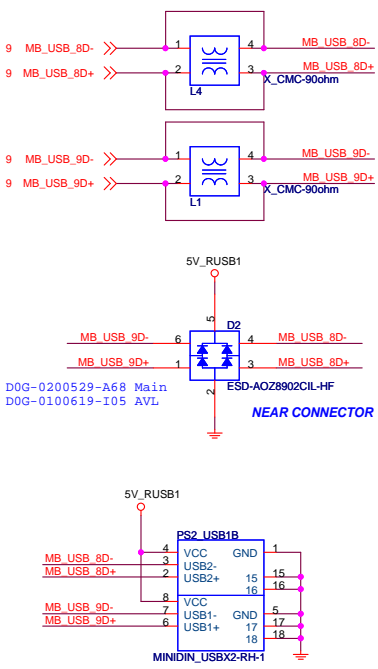 9 MB_USB_8D- 1 4 MB_USB_8D-
9 MB_USB_8D+ 2 3 MB_USB_8D+
L4 X_CMC-90ohm
9 MB_USB_9D- 1 4 MB_USB_9D-
9 MB_USB_9D+ 2 3 MB_USB_9D+
L1 X_CMC-90ohm
5V_RUSB1
5 D2
MB_USB_9D- 6 4 MB_USB_8D-
MB_USB_9D+ 1 3 MB_USB_8D+
2 ESD-AOZ8902CIL-HF
D0G-0200529-A68 Main
D0G-0100619-I05 AVL
NEAR CONNECTOR
5V_RUSB1
PS2_USB1B
4 VCC GND 1
MB_USB_8D- 3 USB2-
MB_USB_8D+ 2 USB2+ 15 15
16 16
8 VCC
MB_USB_9D- 7 USB1- GND 5
MB_USB_9D+ 6 USB1+ 17 17
18 18
MINIDIN_USBX2-RH-1